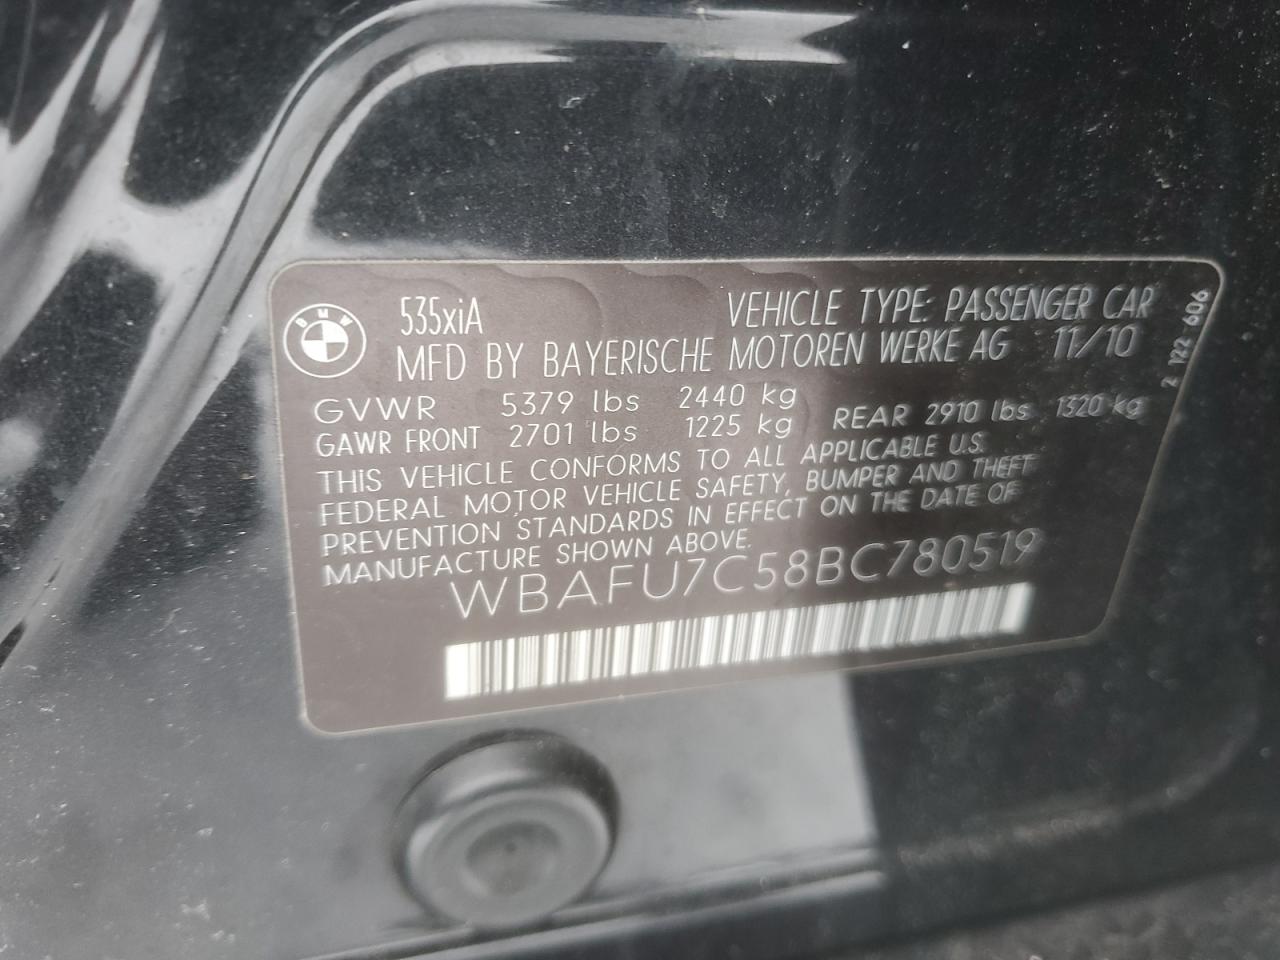 BMW
535xiA
VEHICLE TYPE: PASSENGER CAR
MFD BY BAYERISCHE MOTOREN WERKE AG 11/10
GVWR 5379 lbs 2440 kg
GAWR FRONT 2701 lbs 1225 kg REAR 2910 lbs 1320 kg
THIS VEHICLE CONFORMS TO ALL APPLICABLE U.S.
FEDERAL MOTOR VEHICLE SAFETY, BUMPER AND THEFT
PREVENTION STANDARDS IN EFFECT ON THE DATE OF
MANUFACTURE SHOWN ABOVE.
WBAFU7C58BC780519
2 122 606